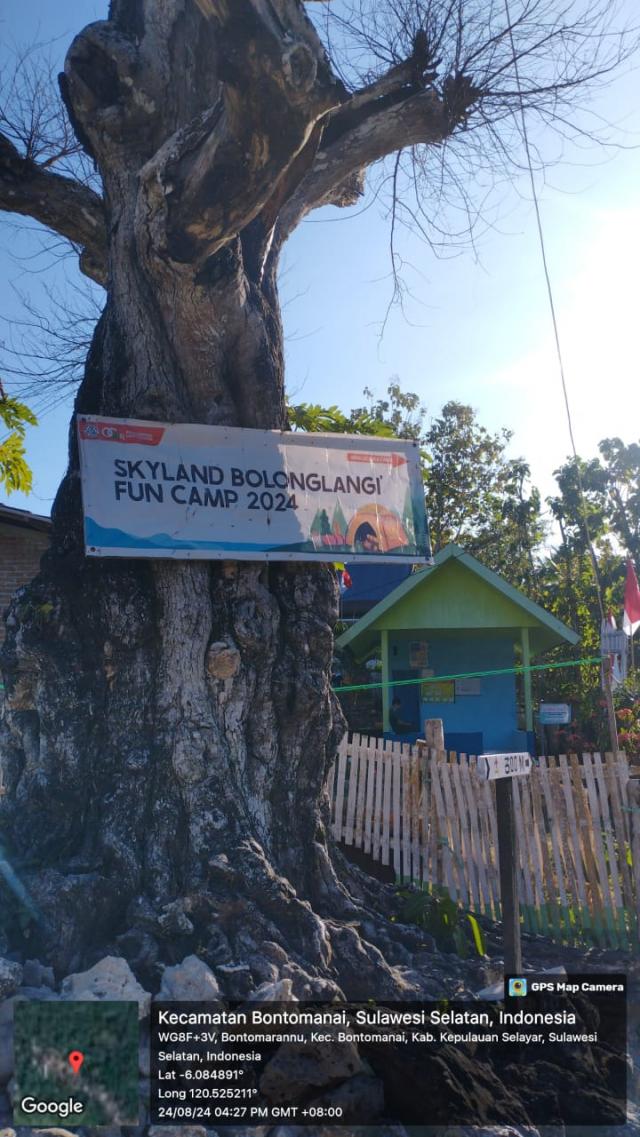 SKYLAND BOLONGLANGI
FUN CAMP 2024
300 M
GPS Map Camera
Kecamatan Bontomanai, Sulawesi Selatan, Indonesia
WG8F+3V, Bontomarannu, Kec. Bontomanai, Kab. Kepulauan Selayar, Sulawesi
Selatan, Indonesia
Lat -6.084891°
Long 120.525211°
24/08/24 04:27 PM GMT +08:00
Google